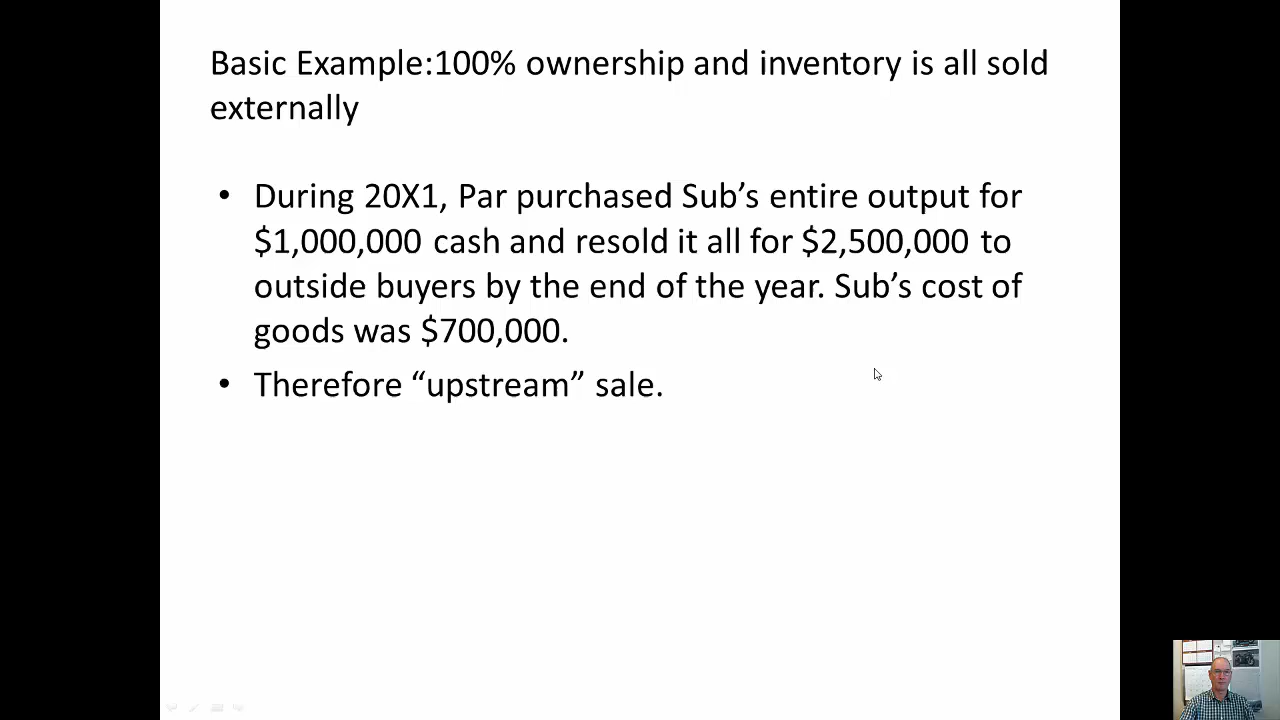 Basic Example:100% ownership and inventory is all sold
externally
• During 20X1, Par purchased Sub’s entire output for
$1,000,000 cash and resold it all for $2,500,000 to
outside buyers by the end of the year. Sub’s cost of
goods was $700,000.
• Therefore “upstream” sale.